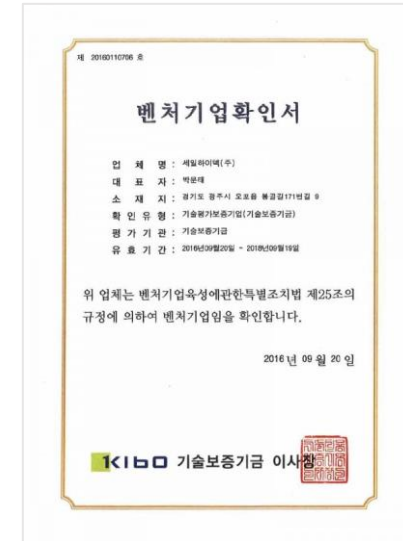 제 20160110706 호
벤처기업확인서
업 체 명 : 세일하이텍(주)
대 표 자 : 박문태
소 재 지 : 경기도 광주시 오포읍 봉골길171번길 9
확 인 유 형 : 기술평가보증기업(기술보증기금)
평 가 기 관 : 기술보증기금
유 효 기 간 : 2016년09월20일 ~ 2018년09월19일
위 업체는 벤처기업육성에관한특별조치법 제25조의
규정에 의하여 벤처기업임을 확인합니다.
2016년 09 월 20 일
KIBO 기술보증기금 이사장